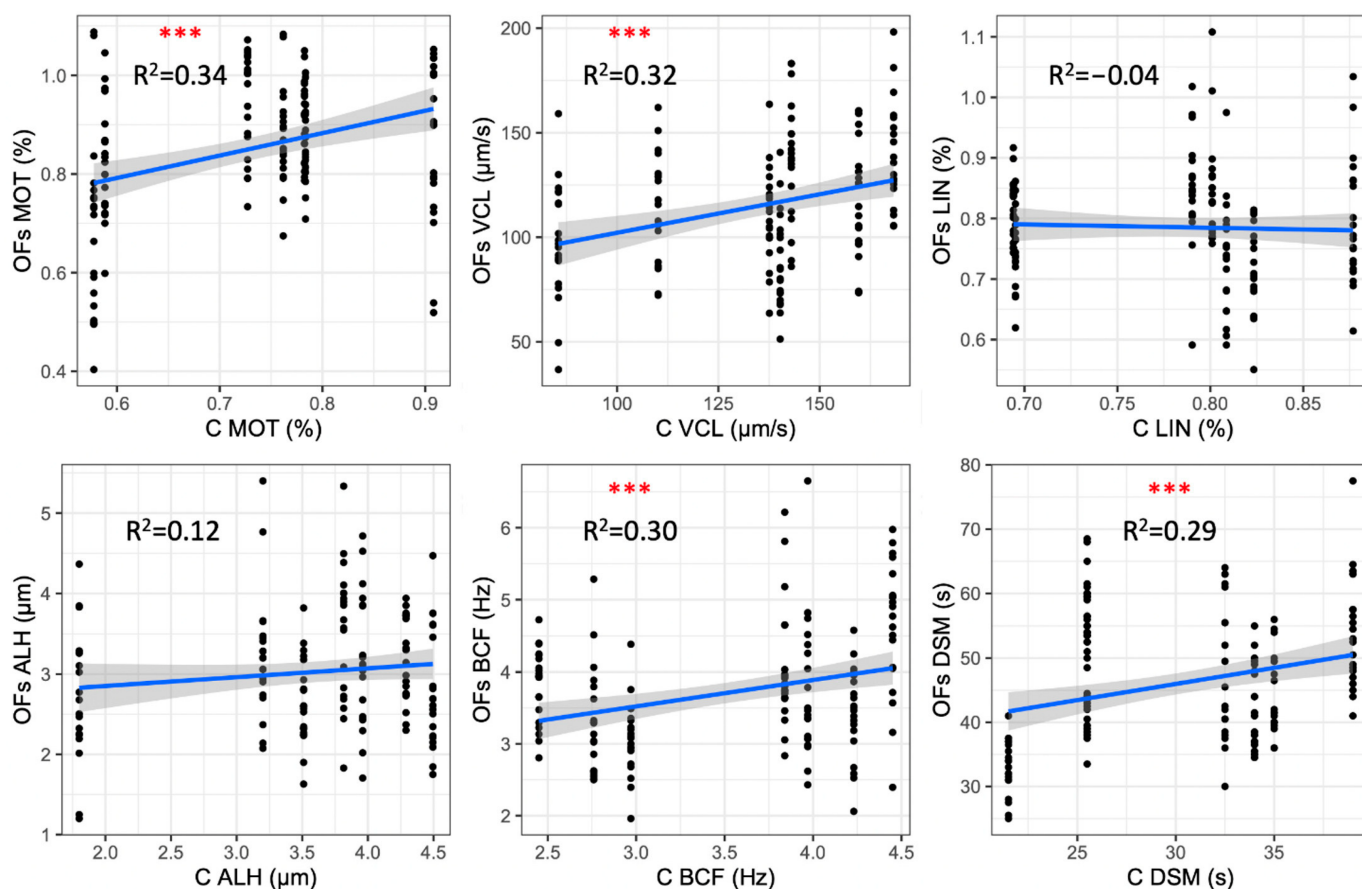 ***
R²=0.34
OFs MOT (%)
1.0
0.8
0.6
0.4
0.6 0.7 0.8 0.9
C MOT (%)
***
R²=0.32
OFs VCL (µm/s)
200
150
100
50
100 125 150
C VCL (µm/s)
R²=−0.04
OFs LIN (%)
1.1
1.0
0.9
0.8
0.7
0.6
0.70 0.75 0.80 0.85
C LIN (%)
R²=0.12
OFs ALH (µm)
5
4
3
2
1
2.0 2.5 3.0 3.5 4.0 4.5
C ALH (µm)
***
R²=0.30
OFs BCF (Hz)
6
5
4
3
2
2.5 3.0 3.5 4.0 4.5
C BCF (Hz)
***
R²=0.29
OFs DSM (s)
80
70
60
50
40
30
25 30 35
C DSM (s)